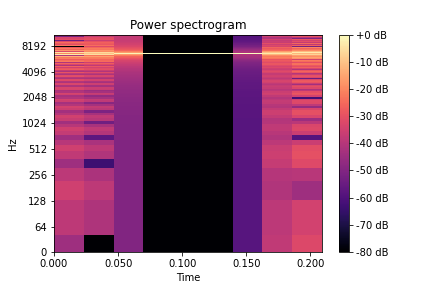 Power spectrogram
Hz
8192
4096
2048
1024
512
256
128
64
0
0.000
0.050
0.100
0.150
0.200
Time
+0 dB
-10 dB
-20 dB
-30 dB
-40 dB
-50 dB
-60 dB
-70 dB
-80 dB